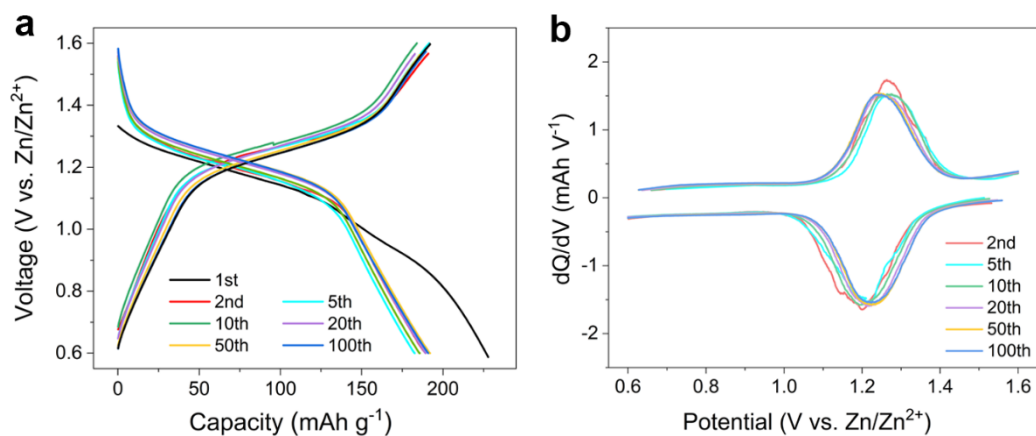 a
Voltage (V vs. Zn/Zn²⁺)
1.6
1.4
1.2
1.0
0.8
0.6
1st
2nd
5th
10th
20th
50th
100th
0
50
100
150
200
Capacity (mAh g⁻¹)
b
dQ/dV (mAh V⁻¹)
2
1
0
-1
-2
2nd
5th
10th
20th
50th
100th
0.6
0.8
1.0
1.2
1.4
1.6
Potential (V vs. Zn/Zn²⁺)